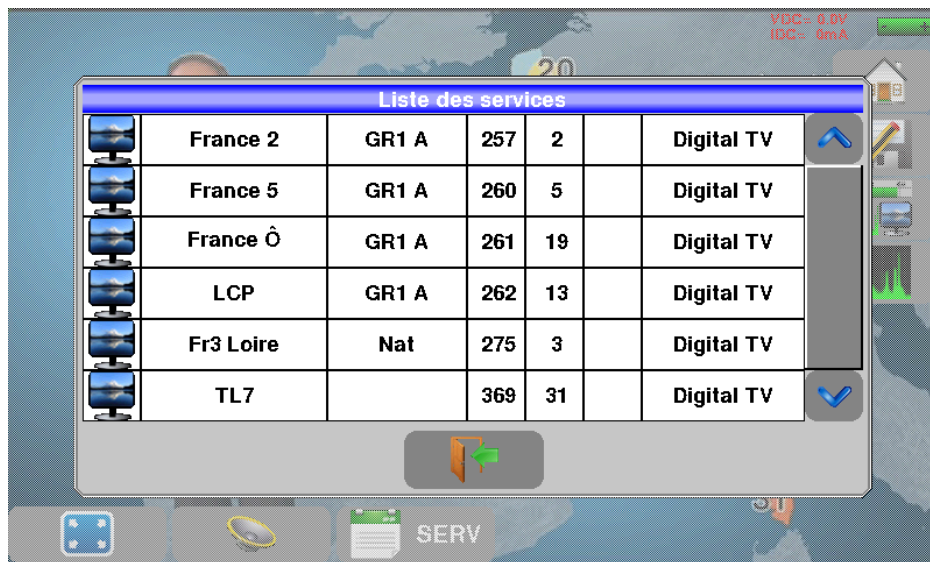 VDC= 0.0V
IDC= 0mA
- +
20
Liste des services
France 2 GR1 A 257 2 Digital TV
France 5 GR1 A 260 5 Digital TV
France Ô GR1 A 261 19 Digital TV
LCP GR1 A 262 13 Digital TV
Fr3 Loire Nat 275 3 Digital TV
TL7 369 31 Digital TV
SERV